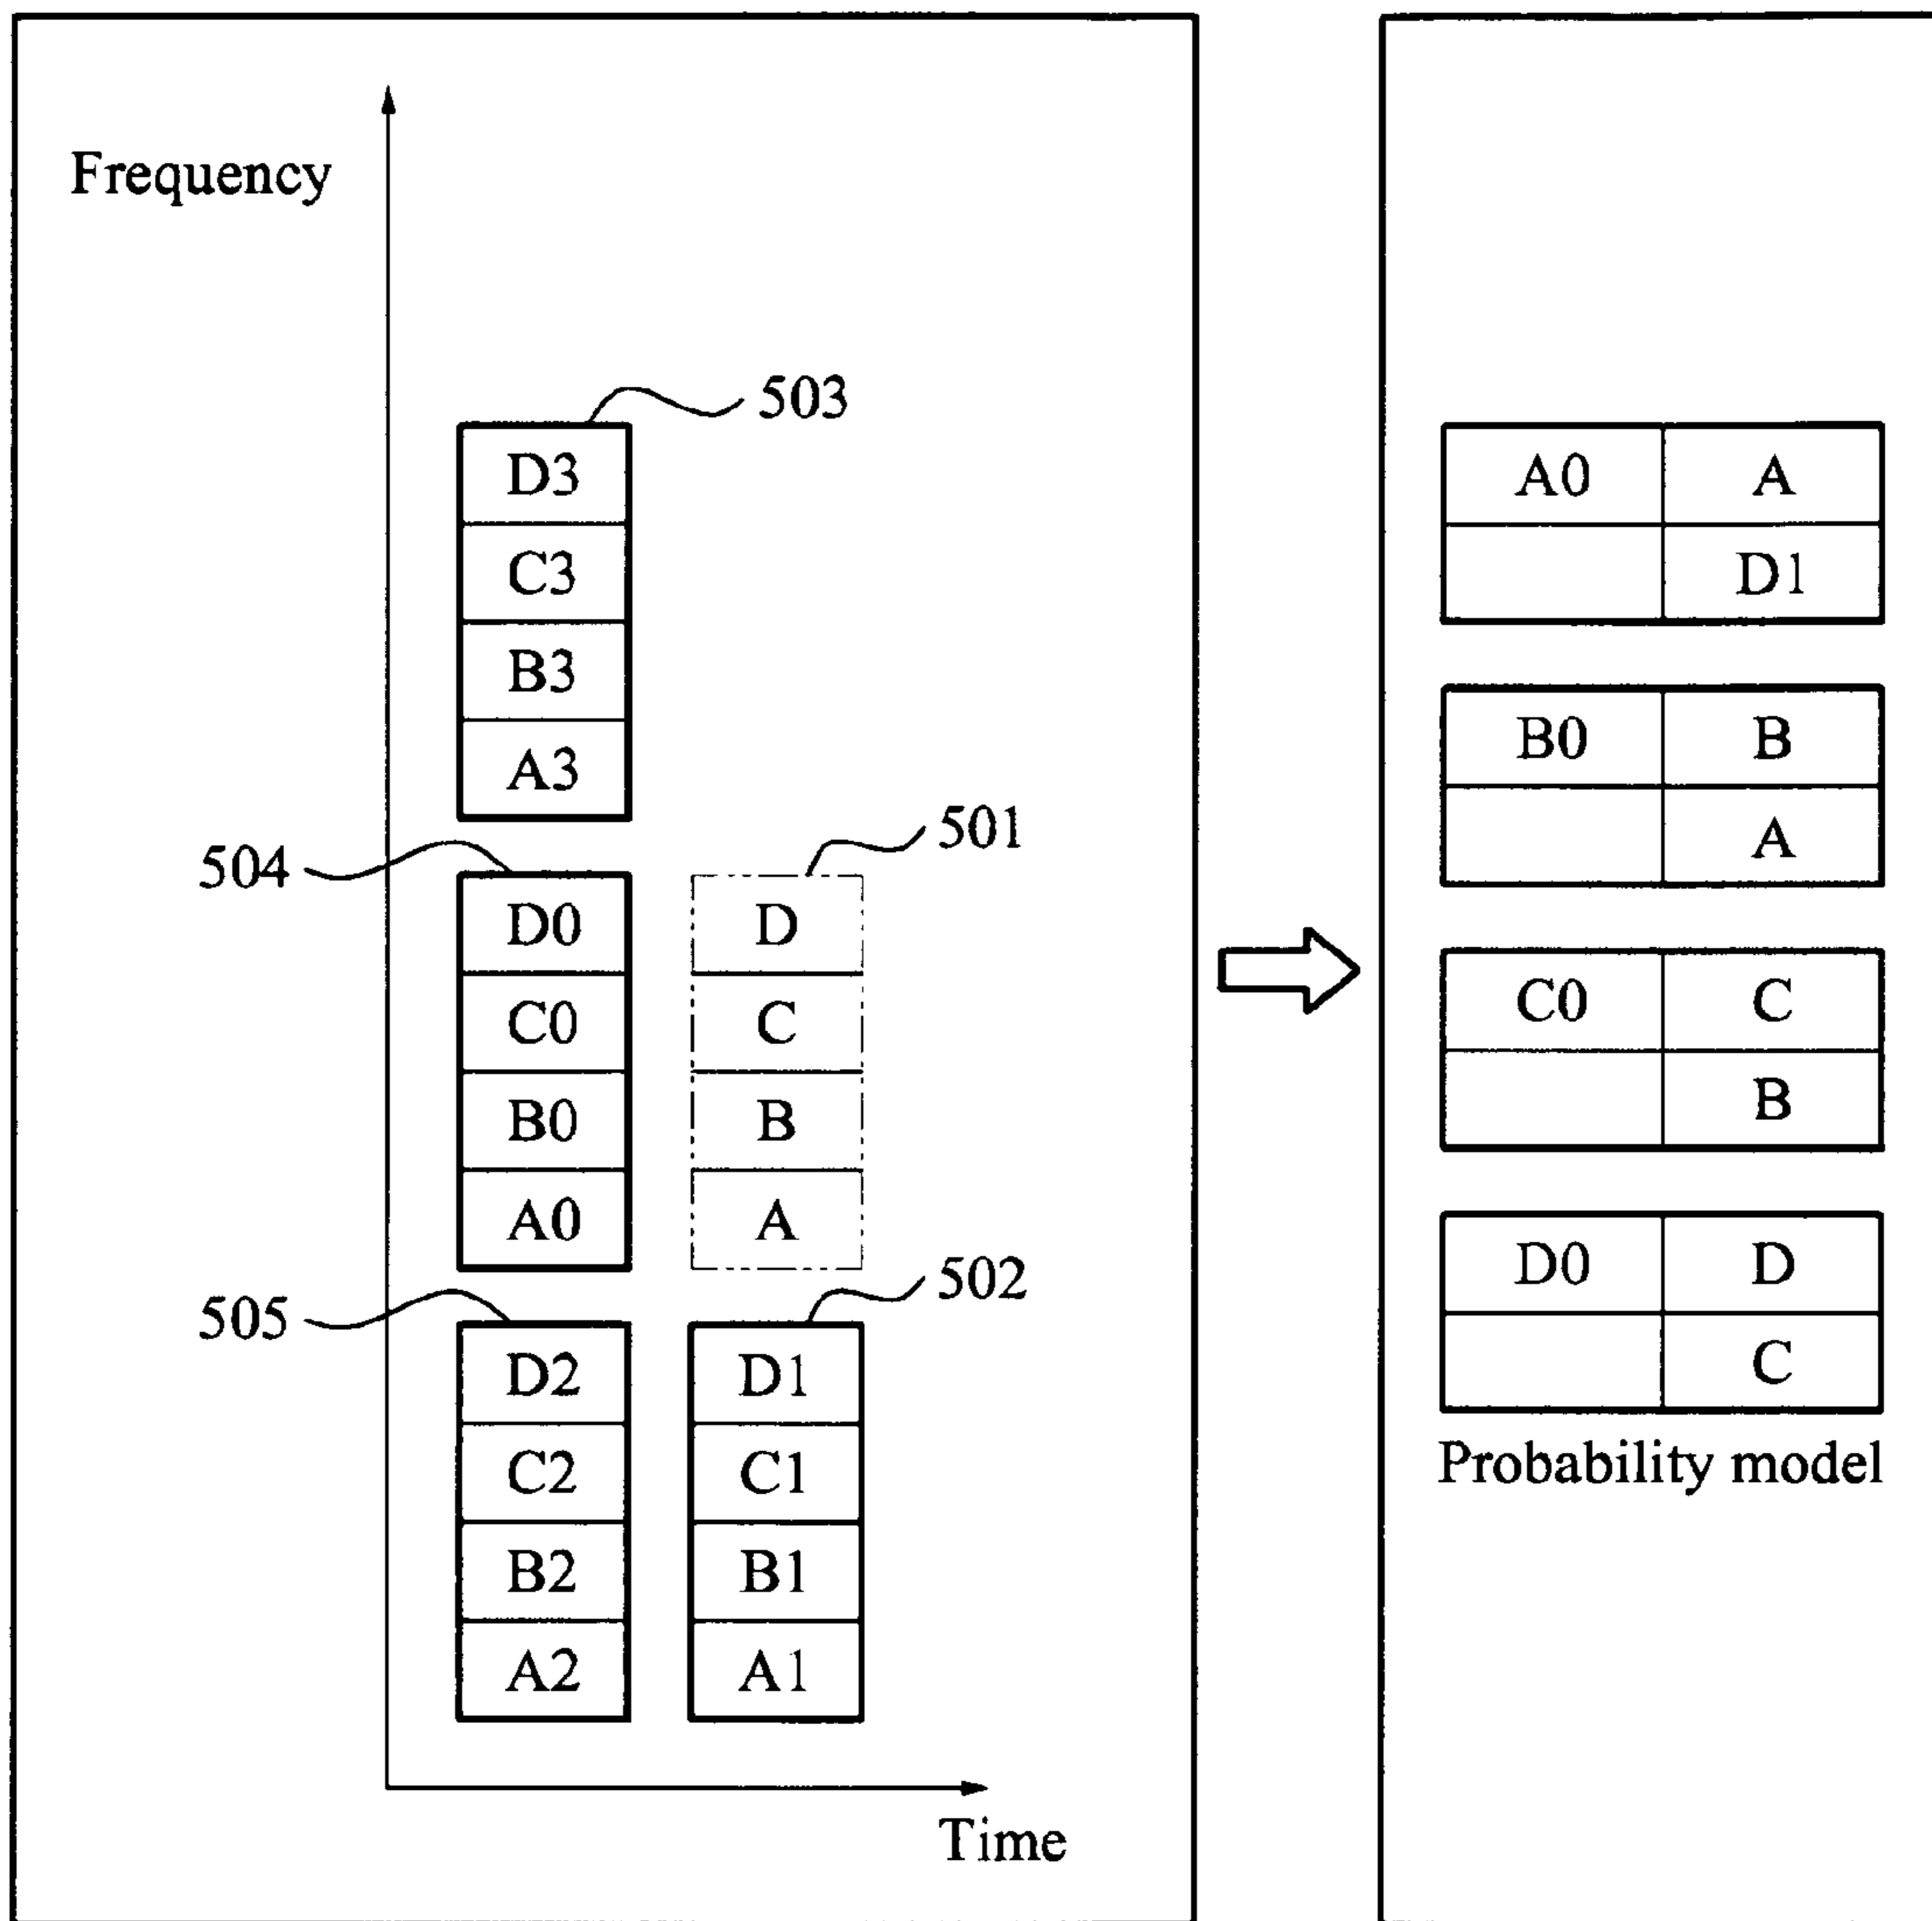 Frequency
503
D3
C3
B3
A3
501
504
D0
D
C0
C
B0
B
A0
A
502
505
D2
D1
C2
C1
B2
B1
A2
A1
Time
A0 A
D1
B0 B
A
C0 C
B
D0 D
C
Probability model